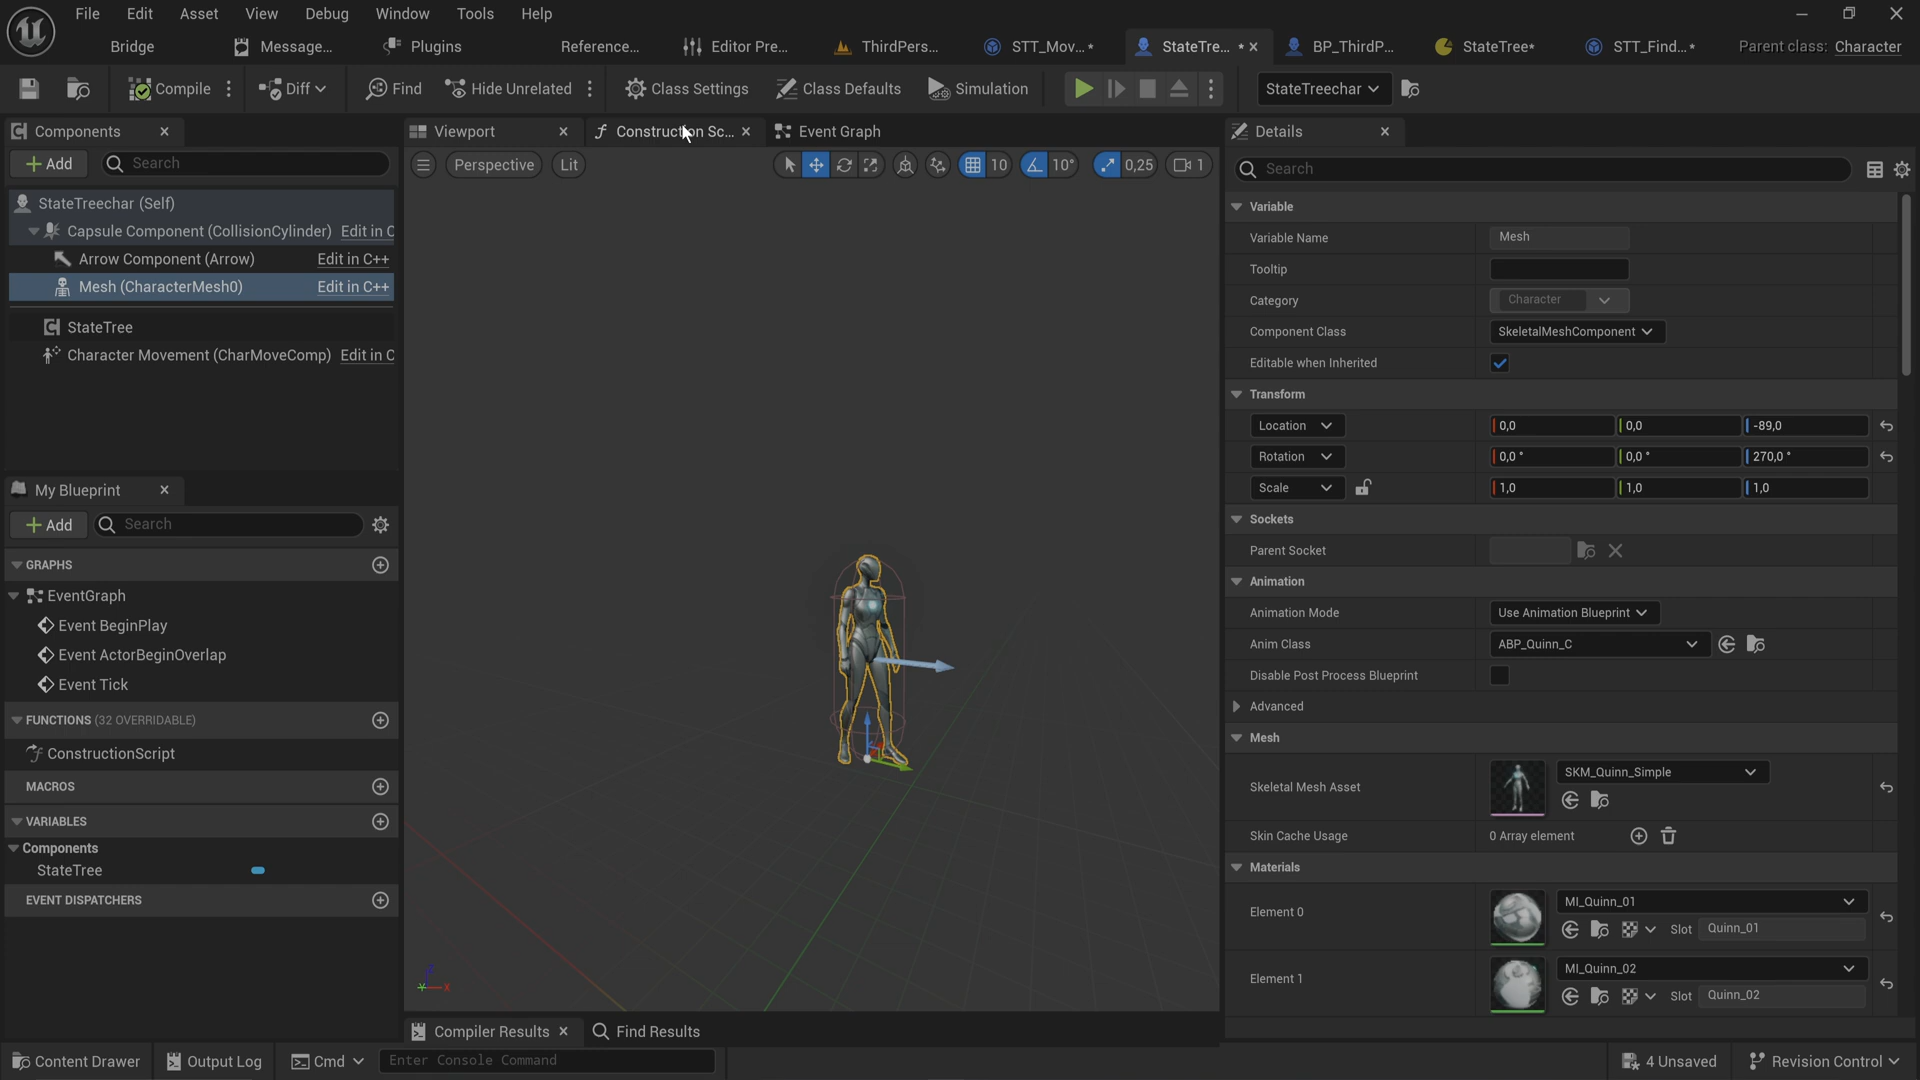 File Edit Asset View Debug Window Tools Help
Bridge Message... Plugins Reference... Editor Pre... ThirdPers... STT_Mov...* StateTre... * BP_ThirdP... StateTree* STT_Find...* Parent class: Character
Compile Diff Find Hide Unrelated Class Settings Class Defaults Simulation StateTreechar
Components
Add Search
StateTreechar (Self)
Capsule Component (CollisionCylinder) Edit in C
Arrow Component (Arrow) Edit in C++
Mesh (CharacterMesh0) Edit in C++
StateTree
Character Movement (CharMoveComp) Edit in C
My Blueprint
Add Search
GRAPHS
EventGraph
Event BeginPlay
Event ActorBeginOverlap
Event Tick
FUNCTIONS (32 OVERRIDABLE)
ConstructionScript
MACROS
VARIABLES
Components
StateTree
EVENT DISPATCHERS
Viewport Construction Sc... Event Graph
Perspective Lit 10 10° 0,25 1
Z
Y X
Compiler Results Find Results
Details
Search
Variable
Variable Name Mesh
Tooltip
Category Character
Component Class SkeletalMeshComponent
Editable when Inherited
Transform
Location 0,0 0,0 -89,0
Rotation 0,0 ° 0,0 ° 270,0 °
Scale 1,0 1,0 1,0
Sockets
Parent Socket
Animation
Animation Mode Use Animation Blueprint
Anim Class ABP_Quinn_C
Disable Post Process Blueprint
Advanced
Mesh
Skeletal Mesh Asset SKM_Quinn_Simple
Skin Cache Usage 0 Array element
Materials
Element 0 MI_Quinn_01
Slot Quinn_01
Element 1 MI_Quinn_02
Slot Quinn_02
Content Drawer Output Log Cmd Enter Console Command 4 Unsaved Revision Control